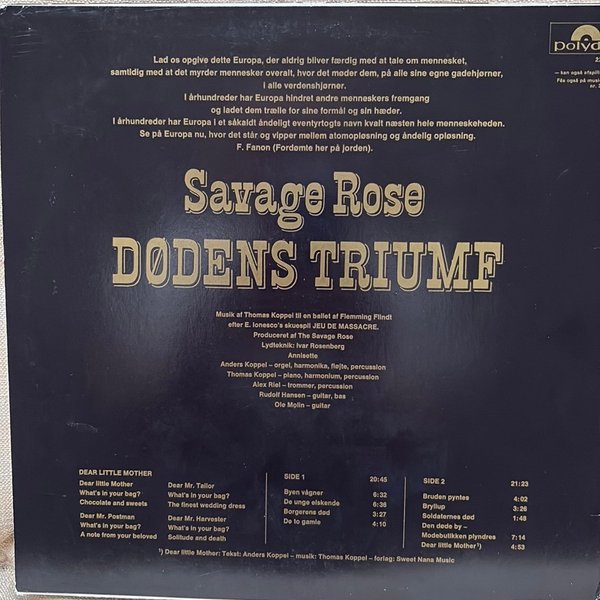 Lad os opgive dette Europa, der aldrig bliver færdig med at tale om mennesket,
samtidig med at det myrder mennesker overalt, hvor det møder dem, på alle sine egne gadehjørner,
i alle verdenshjørner.
I århundreder har Europa hindret andre menneskers fremgang
og ladet dem trælle for sine formål og sin hæder.
I århundreder har Europa i et såkaldt åndeligt eventyrtogts navn kvalt næsten hele menneskeheden.
Se på Europa nu, hvor det står og vipper mellem atomopløsning og åndelig opløsning.
F. Fanon (Fordømte her på jorden).
– kan også afspill
Fås også på music
nr.
Savage Rose
DØDENS TRIUMF
Musik af Thomas Koppel til en ballet af Flemming Flindt
efter E. Ionesco's skuespil JEU DE MASSACRE.
Produceret af The Savage Rose
Lydteknik: Ivar Rosenberg
Annisette
Anders Koppel – orgel, harmonika, fløjte, percussion
Thomas Koppel – piano, harmonium, percussion
Alex Riel – trommer, percussion
Rudolf Hansen – guitar, bas
Ole Molin – guitar
DEAR LITTLE MOTHER
Dear little Mother
What's in your bag?
Chocolate and sweets
Dear Mr. Postman
What's in your bag?
A note from your beloved
Dear Mr. Tailor
What's in your bag?
The finest wedding dress
Dear Mr. Harvester
What's in your bag?
Solitude and death
SIDE 1 20:45
Byen vågner 6:32
De unge elskende 6:36
Borgerens død 3:27
De to gamle 4:10
SIDE 2 21:23
Bruden pyntes 4:02
Bryllup 3:26
Soldaternes død 1:48
Den døde by –
Modebutikken plyndres 7:14
Dear little Mother¹) 4:53
¹) Dear little Mother: Tekst: Anders Koppel – musik: Thomas Koppel – forlag: Sweet Nana Music